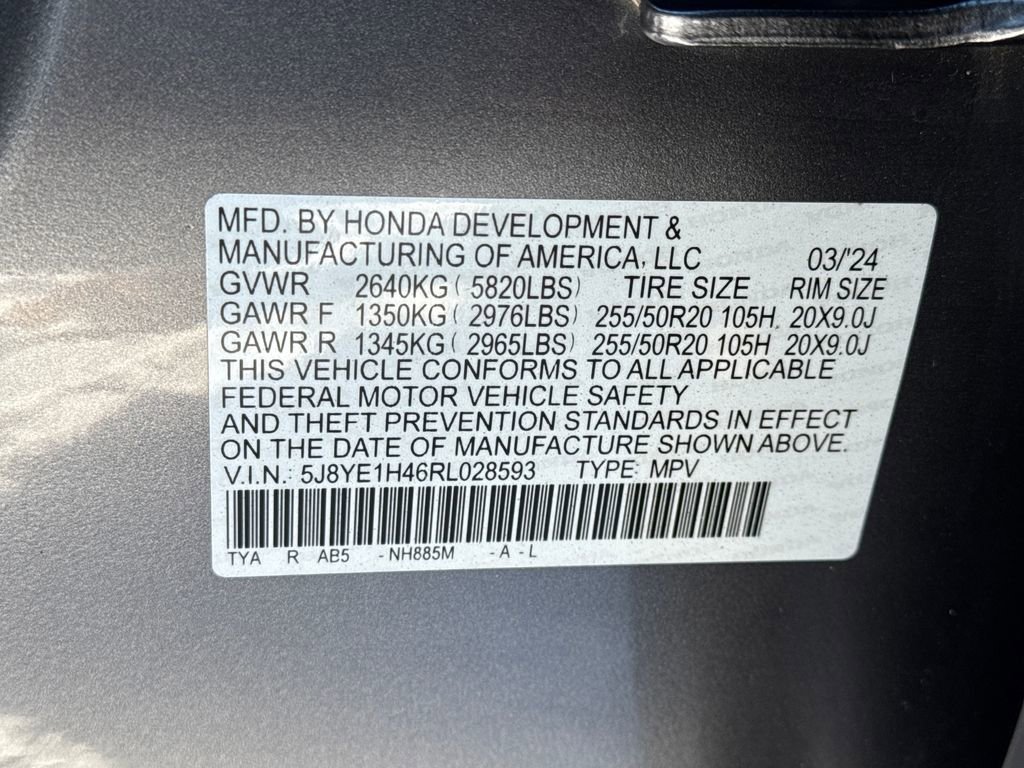 MFD. BY HONDA DEVELOPMENT &
MANUFACTURING OF AMERICA, LLC 03/'24
GVWR 2640KG ( 5820LBS) TIRE SIZE RIM SIZE
GAWR F 1350KG ( 2976LBS) 255/50R20 105H 20X9.0J
GAWR R 1345KG ( 2965LBS) 255/50R20 105H 20X9.0J
THIS VEHICLE CONFORMS TO ALL APPLICABLE
FEDERAL MOTOR VEHICLE SAFETY
AND THEFT PREVENTION STANDARDS IN EFFECT
ON THE DATE OF MANUFACTURE SHOWN ABOVE.
V.I.N.: 5J8YE1H46RL028593 TYPE: MPV
TYA R AB5 - NH885M - A - L